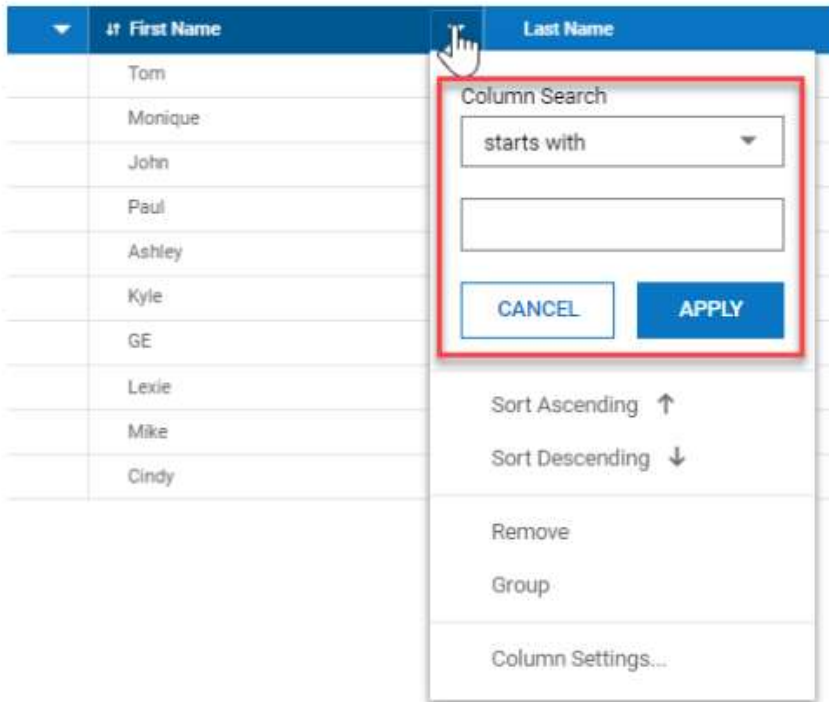 First Name
Last Name
Tom
Monique
John
Paul
Ashley
Kyle
GE
Lexie
Mike
Cindy
Column Search
starts with
CANCEL APPLY
Sort Ascending
Sort Descending
Remove
Group
Column Settings...